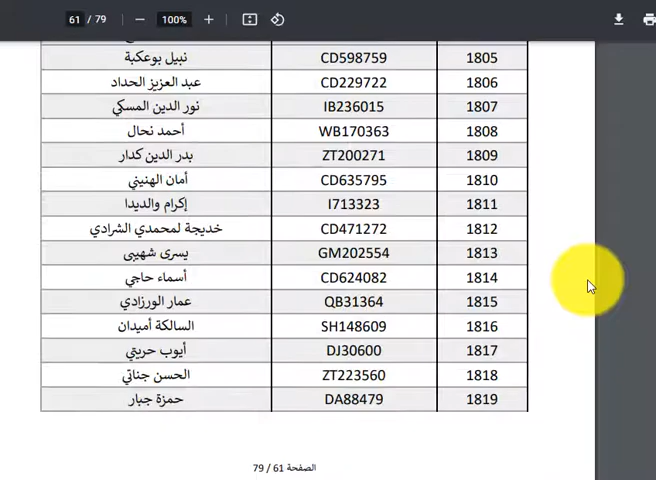 61 / 79 100%
1805 CD598759 نبيل بوعكبة
1806 CD229722 عبد العزيز الحداد
1807 IB236015 نور الدين المسكي
1808 WB170363 أحمد نحال
1809 ZT200271 بدر الدين كدار
1810 CD635795 أمان الهنيني
1811 I713323 إكرام والديدا
1812 CD471272 خديجة لمحمدي الشرادي
1813 GM202554 يسرى شهيبى
1814 CD624082 أسماء حاجي
1815 QB31364 عمار الورزادي
1816 SH148609 السالكة أميدان
1817 DJ30600 أيوب حريتي
1818 ZT223560 الحسن جناتي
1819 DA88479 حمزة جبار
الصفحة 61 / 79